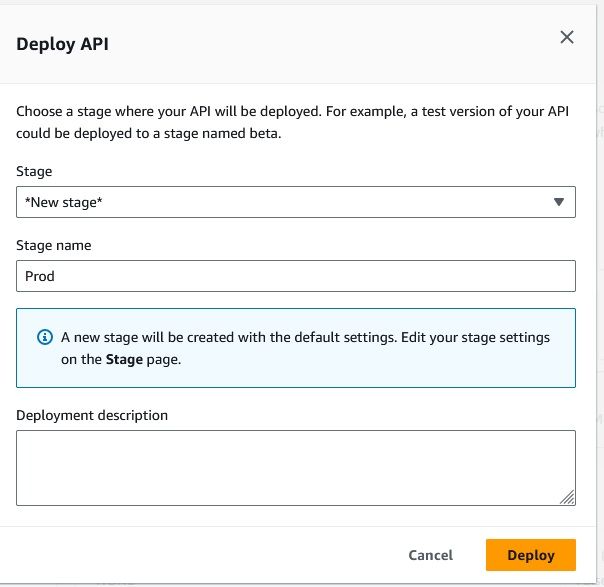 Deploy API
Choose a stage where your API will be deployed. For example, a test version of your API
could be deployed to a stage named beta.
Stage
*New stage*
Stage name
Prod
A new stage will be created with the default settings. Edit your stage settings
on the Stage page.
Deployment description
Cancel
Deploy